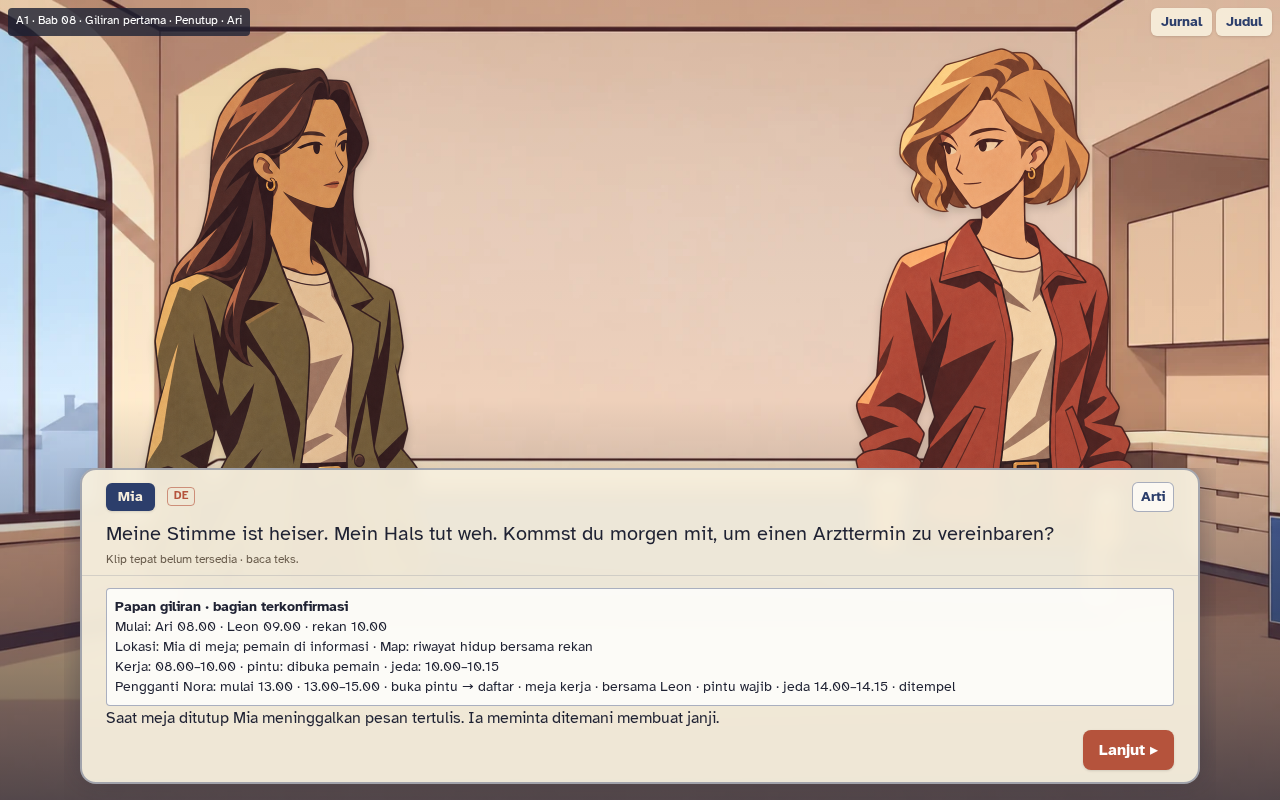 A1 · Bab 08 · Giliran pertama · Penutup · Ari
Jurnal
Judul
Mia
DE
Arti
Meine Stimme ist heiser. Mein Hals tut weh. Kommst du morgen mit, um einen Arzttermin zu vereinbaren?
Klip tepat belum tersedia · baca teks.
Papan giliran · bagian terkonfirmasi
Mulai: Ari 08.00 · Leon 09.00 · rekan 10.00
Lokasi: Mia di meja; pemain di informasi · Map: riwayat hidup bersama rekan
Kerja: 08.00–10.00 · pintu: dibuka pemain · jeda: 10.00–10.15
Pengganti Nora: mulai 13.00 · 13.00–15.00 · buka pintu → daftar · meja kerja · bersama Leon · pintu wajib · jeda 14.00–14.15 · ditempel
Saat meja ditutup Mia meninggalkan pesan tertulis. Ia meminta ditemani membuat janji.
Lanjut ▸